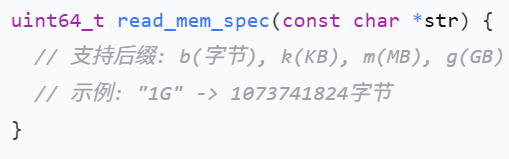 uint64_t read_mem_spec(const char *str) {
// 支持后缀: b(字节), k(KB), m(MB), g(GB)
// 示例: "1G" -> 1073741824字节
}